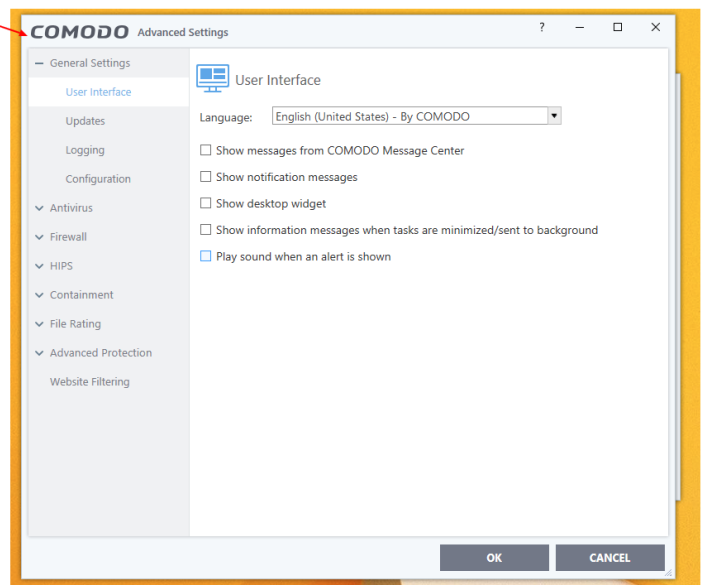 COMODO Advanced Settings ?
General Settings
User Interface
Updates
Logging
Configuration
Antivirus
Firewall
HIPS
Containment
File Rating
Advanced Protection
Website Filtering
User Interface
Language: English (United States) - By COMODO
Show messages from COMODO Message Center
Show notification messages
Show desktop widget
Show information messages when tasks are minimized/sent to background
Play sound when an alert is shown
OK CANCEL